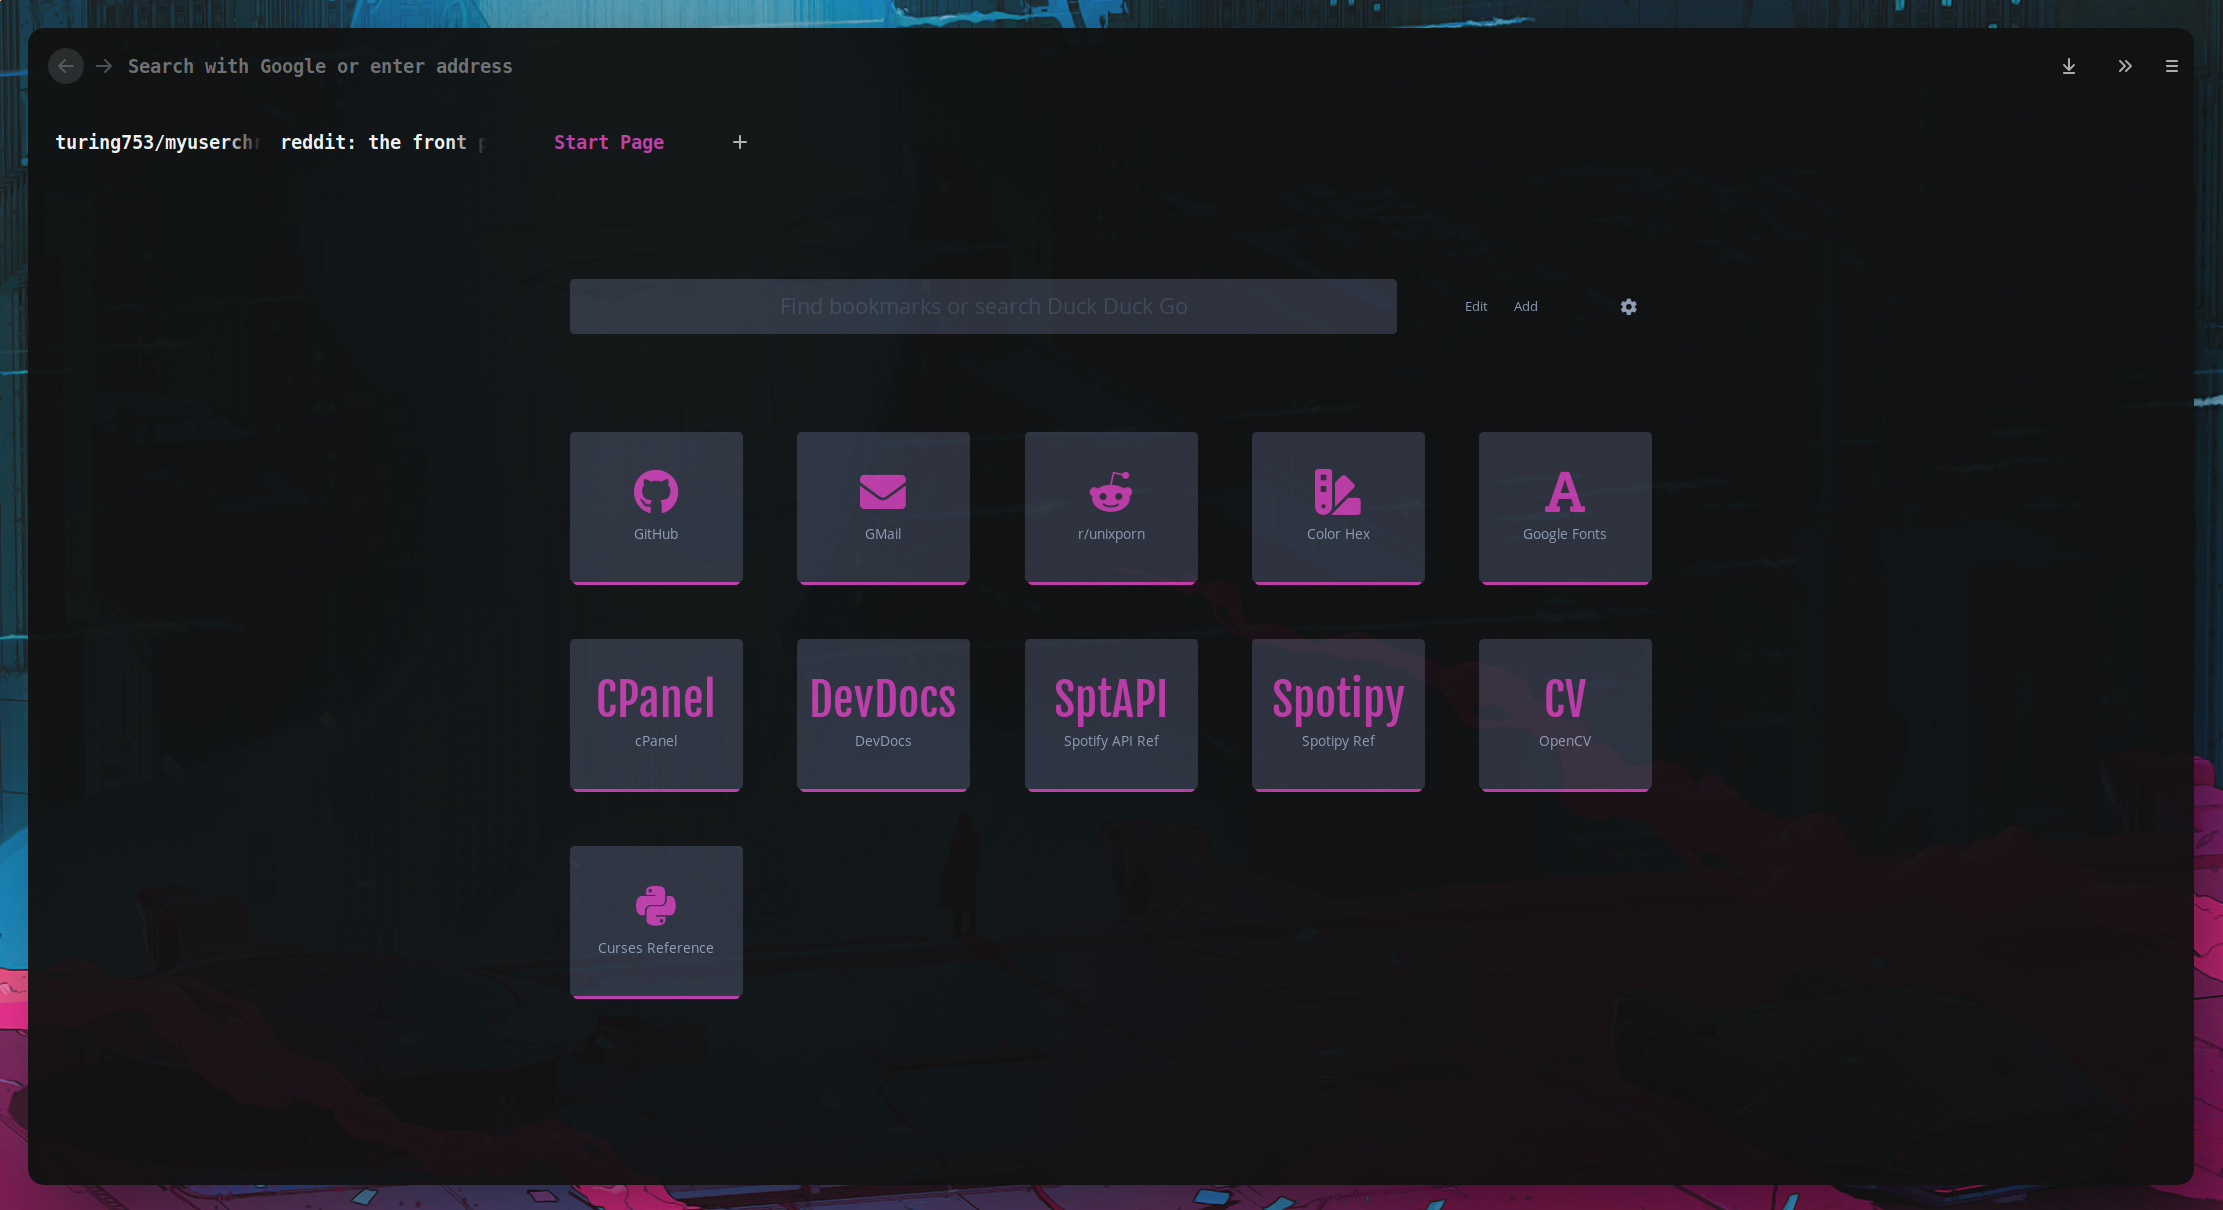 Search with Google or enter address
turing753/myuserchr reddit: the front p Start Page
Find bookmarks or search Duck Duck Go Edit Add
GitHub GMail r/unixporn Color Hex Google Fonts
CPanel DevDocs SptAPI Spotipy CV
cPanel DevDocs Spotify API Ref Spotipy Ref OpenCV
Curses Reference